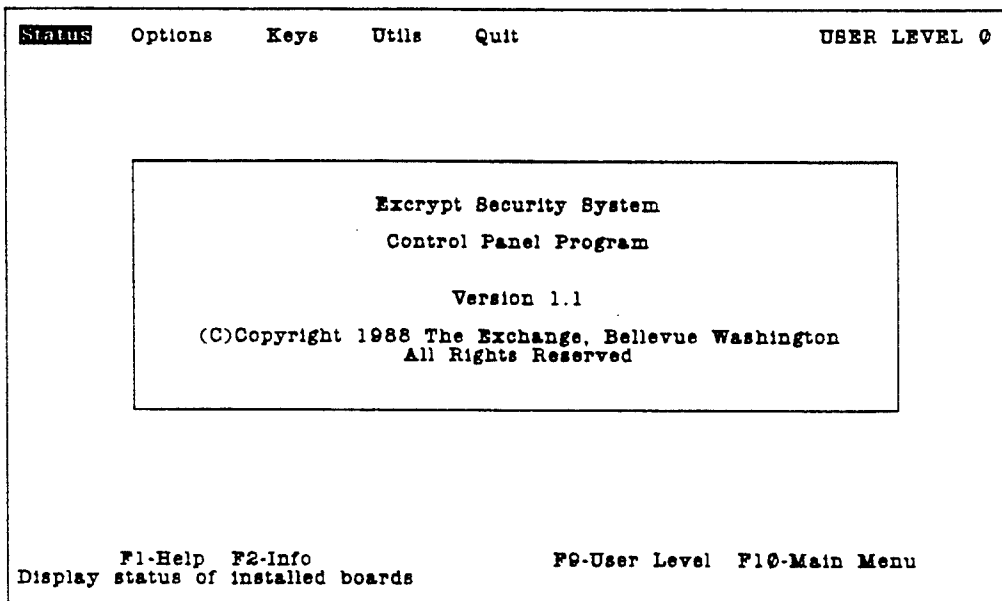 Status Options Keys Utils Quit USER LEVEL 0
Excrypt Security System
Control Panel Program
Version 1.1
(C)Copyright 1988 The Exchange, Bellevue Washington
All Rights Reserved
F1-Help F2-Info F9-User Level F10-Main Menu
Display status of installed boards